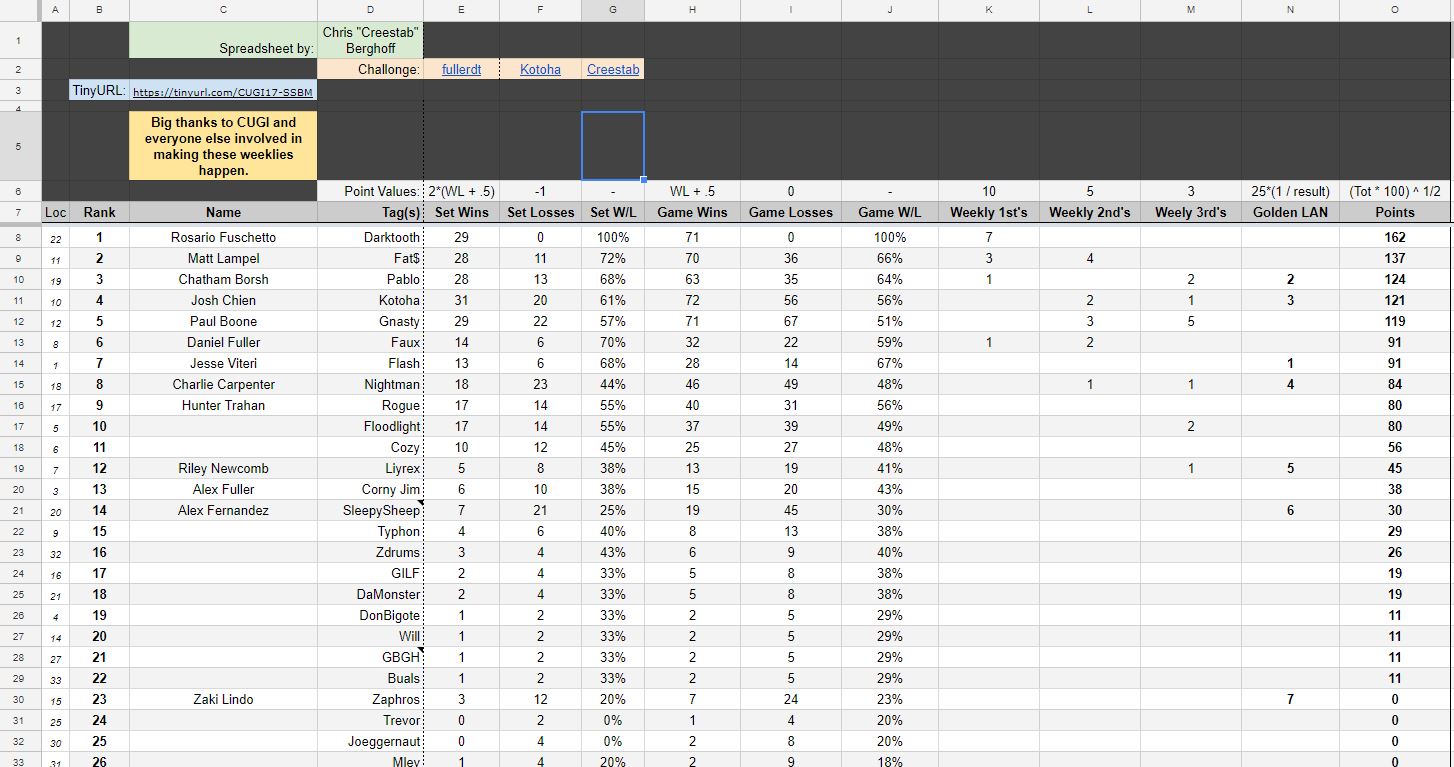 A B C D E F G H I J K L M N O
1 Spreadsheet by: Chris "Creestab" Berghoff
2 Challonge: fullerdt Kotoha Creestab
3 TinyURL: https://tinyurl.com/CUGI17-SSBM
4
5 Big thanks to CUGI and
everyone else involved in
making these weeklies
happen.
6 Point Values: 2*(WL + .5) -1 - WL + .5 0 - 10 5 3 25*(1 / result) (Tot * 100) ^ 1/2
7 Loc Rank Name Tag(s) Set Wins Set Losses Set W/L Game Wins Game Losses Game W/L Weekly 1st's Weekly 2nd's Weely 3rd's Golden LAN Points
8 22 1 Rosario Fuschetto Darktooth 29 0 100% 71 0 100% 7 162
9 11 2 Matt Lampel Fat$ 28 11 72% 70 36 66% 3 4 137
10 19 3 Chatham Borsh Pablo 28 13 68% 63 35 64% 1 2 2 124
11 10 4 Josh Chien Kotoha 31 20 61% 72 56 56% 2 1 3 121
12 12 5 Paul Boone Gnasty 29 22 57% 71 67 51% 3 5 119
13 8 6 Daniel Fuller Faux 14 6 70% 32 22 59% 1 2 91
14 1 7 Jesse Viteri Flash 13 6 68% 28 14 67% 1 91
15 18 8 Charlie Carpenter Nightman 18 23 44% 46 49 48% 1 1 4 84
16 17 9 Hunter Trahan Rogue 17 14 55% 40 31 56% 80
17 5 10 Floodlight 17 14 55% 37 39 49% 2 80
18 6 11 Cozy 10 12 45% 25 27 48% 56
19 7 12 Riley Newcomb Liyrex 5 8 38% 13 19 41% 1 5 45
20 3 13 Alex Fuller Corny Jim 6 10 38% 15 20 43% 38
21 20 14 Alex Fernandez SleepySheep 7 21 25% 19 45 30% 6 30
22 9 15 Typhon 4 6 40% 8 13 38% 29
23 32 16 Zdrums 3 4 43% 6 9 40% 26
24 16 17 GILF 2 4 33% 5 8 38% 19
25 21 18 DaMonster 2 4 33% 5 8 38% 19
26 4 19 DonBigote 1 2 33% 2 5 29% 11
27 14 20 Will 1 2 33% 2 5 29% 11
28 27 21 GBGH 1 2 33% 2 5 29% 11
29 33 22 Buals 1 2 33% 2 5 29% 11
30 15 23 Zaki Lindo Zaphros 3 12 20% 7 24 23% 7 0
31 25 24 Trevor 0 2 0% 1 4 20% 0
32 30 25 Joeggernaut 0 4 0% 2 8 20% 0
33 31 26 Mley 1 4 20% 2 9 18% 0